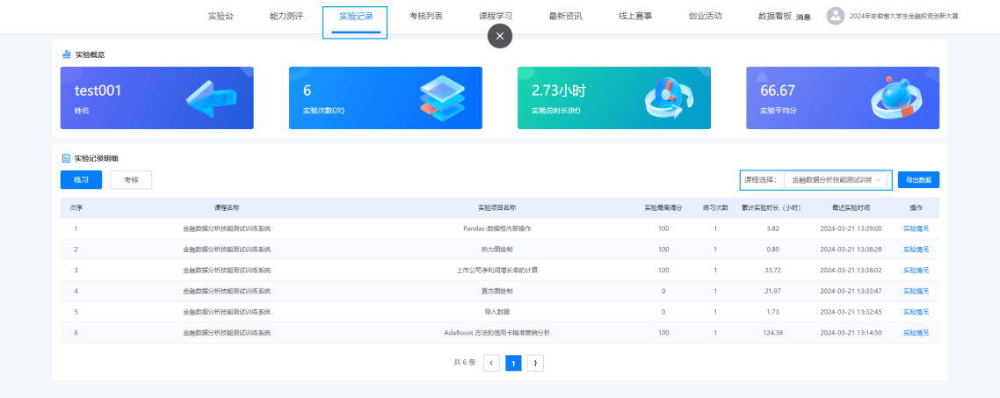 实验台 能力测评 实验记录 考核列表 课程学习 最新资讯 线上赛事 创业活动 数据看板 消息 2024年安徽省大学生金融投资创新大赛
实验概览
test001
姓名
6
实验次数(次)
2.73小时
实验总时长(时)
66.67
实验平均分
实验记录明细
练习 考核 课程选择: 金融数据分析技能测试训练 导出数据
次序 课程名称 实验项目名称 实验最高得分 练习次数 累计实验时长（小时） 最近实验时间 操作
1 金融数据分析技能测试训练系统 Pandas-数据框内部操作 100 1 3.82 2024-03-21 13:39:00 实验情况
2 金融数据分析技能测试训练系统 热力图绘制 100 1 0.80 2024-03-21 13:38:28 实验情况
3 金融数据分析技能测试训练系统 上市公司净利润增长率的计算 100 1 33.72 2024-03-21 13:38:02 实验情况
4 金融数据分析技能测试训练系统 直方图绘制 0 1 21.97 2024-03-21 13:33:47 实验情况
5 金融数据分析技能测试训练系统 导入数据 0 1 1.73 2024-03-21 13:32:45 实验情况
6 金融数据分析技能测试训练系统 AdaBoost 方法的信用卡精准营销分析 100 1 124.38 2024-03-21 13:14:50 实验情况
共 6 条 1